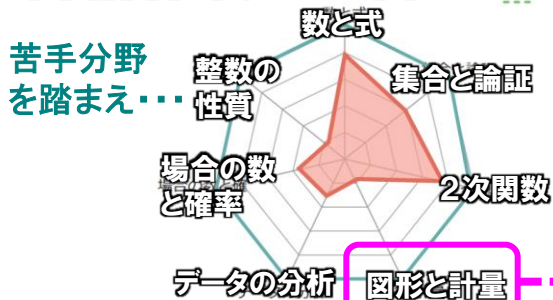 数と式
苦手分野
を踏まえ・・・
整数の
性質
集合と論証
場合の数
と確率
2次関数
データの分析
図形と計量